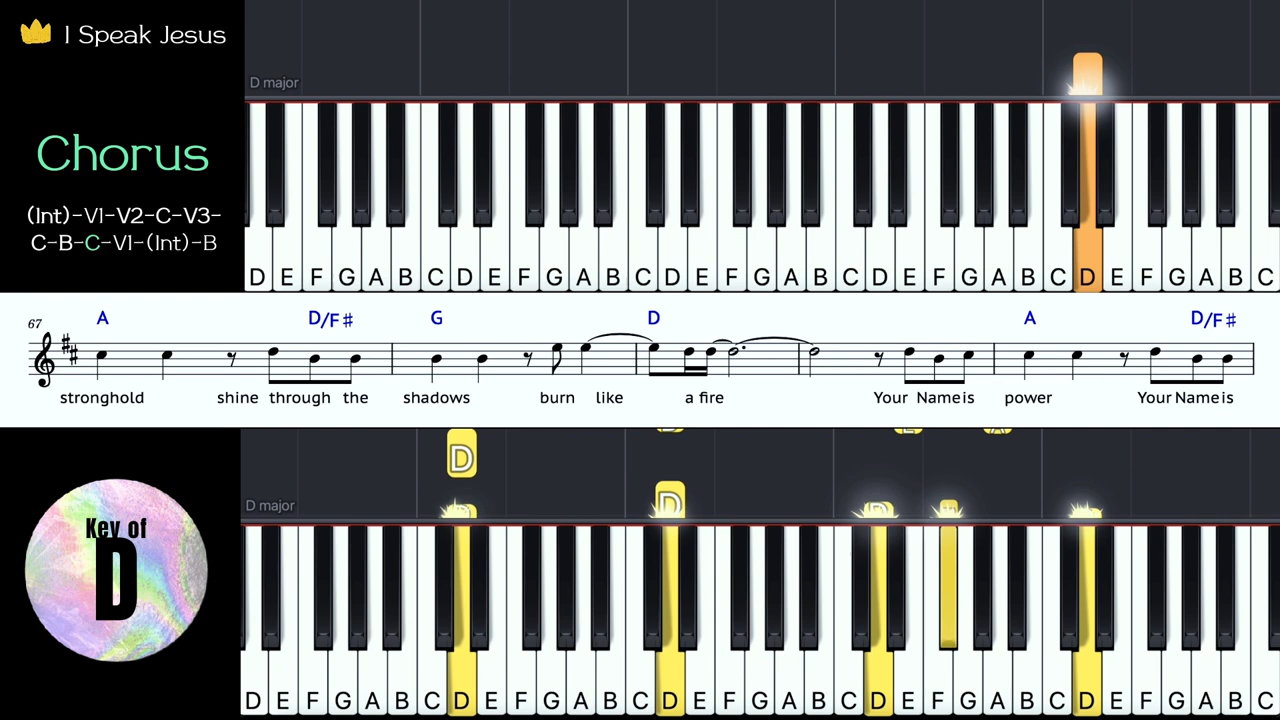 I Speak Jesus
Chorus
(Int)-V1-V2-C-V3-
C-B-C-V1-(Int)-B
D major
D E F G A B C D E F G A B C D E F G A B C D E F G A B C D E F G A B C
67
A D/F# G D A D/F#
stronghold shine through the shadows burn like a fire Your Name is power Your Name is
D
D
D
D major
Key of
D
D E F G A B C D E F G A B C D E F G A B C D E F G A B C D E F G A B C